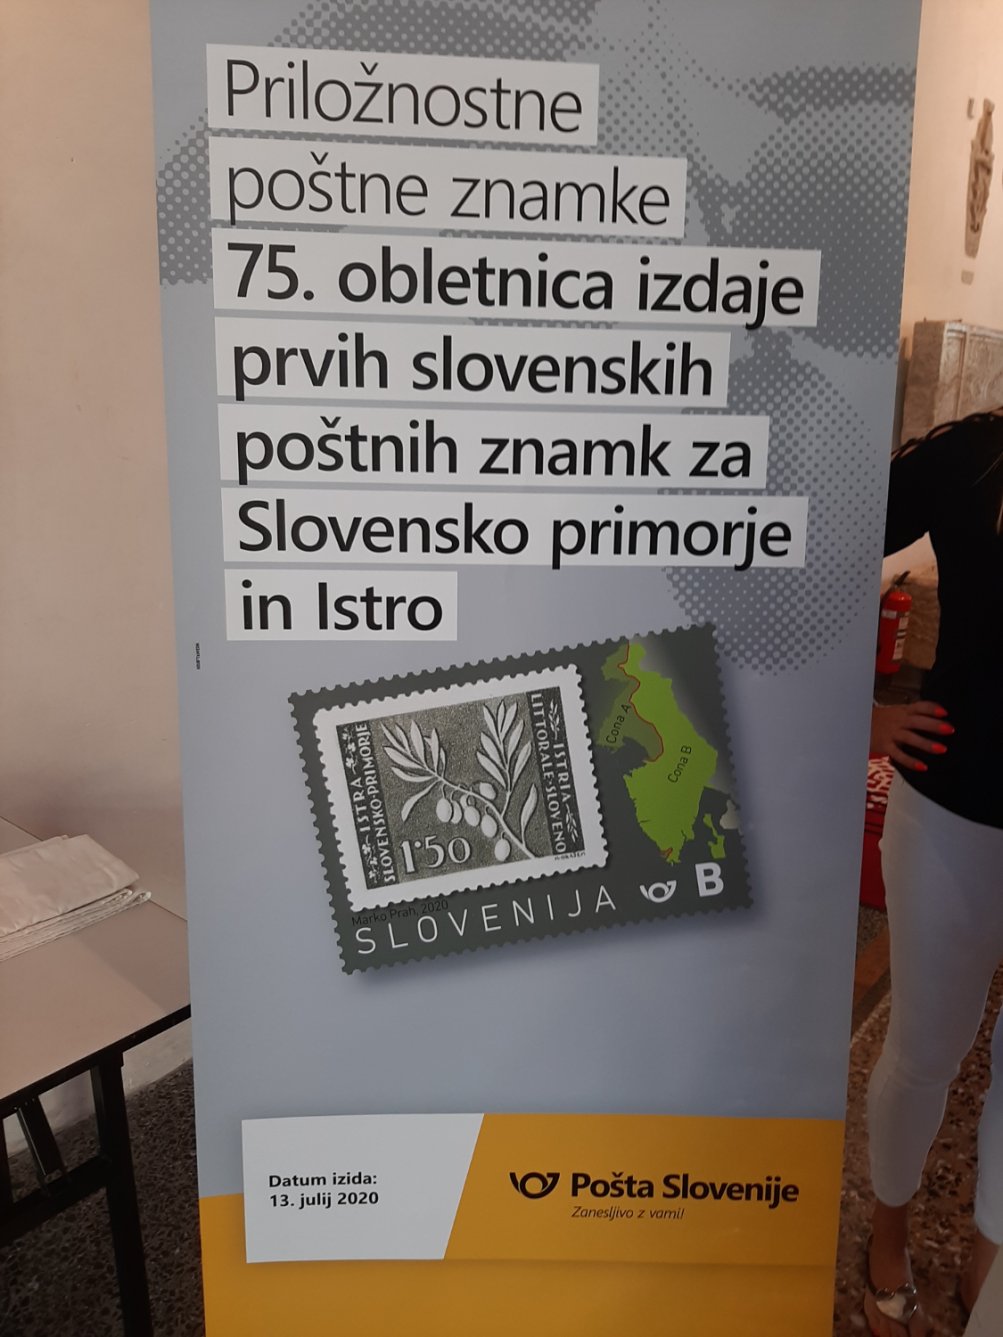 Priložnostne
poštne znamke
75. obletnica izdaje
prvih slovenskih
poštnih znamk za
Slovensko primorje
in Istro
ISTRA
SLOVENSKO-PRIMORJE
1·50
ISTRIA
LITTORALE-SLOVENO
Cona A
Cona B
Marko Prah, 2020
SLOVENIJA B
Datum izida:
13. julij 2020
Pošta Slovenije
Zanesljivo z vami!